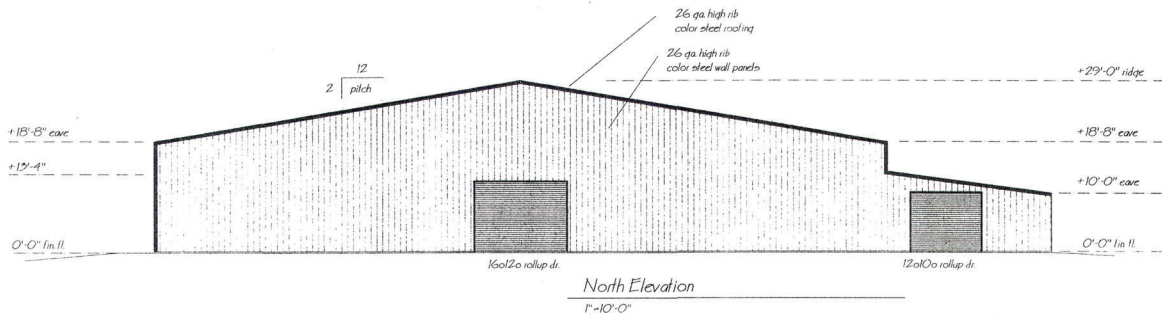 26 ga. high rib
color steel roofing
26 ga. high rib
color steel wall panels
12
2
pitch
+29'-0" ridge
+18'-8" eave
+18'-8" eave
+13'-4"
+10'-0" eave
0'-0" fin. fl.
0'-0" fin. fl.
16o12o rollup dr.
12o10o rollup dr.
North Elevation
1"=10'-0"